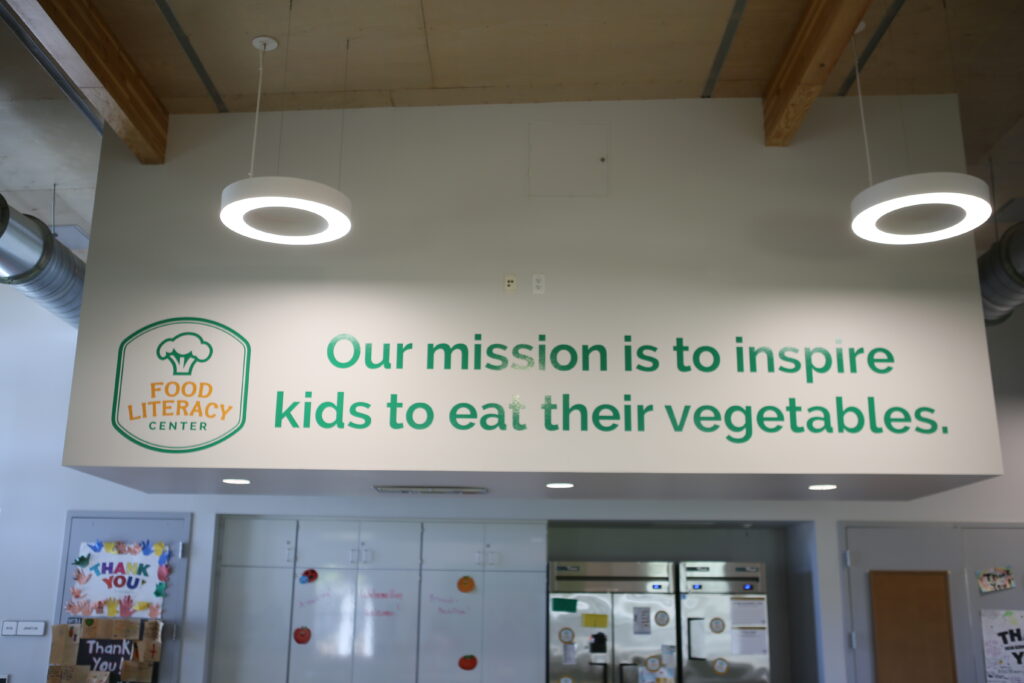 FOOD
LITERACY
CENTER
Our mission is to inspire
kids to eat their vegetables.
THANK
YOU!
Thank
You!